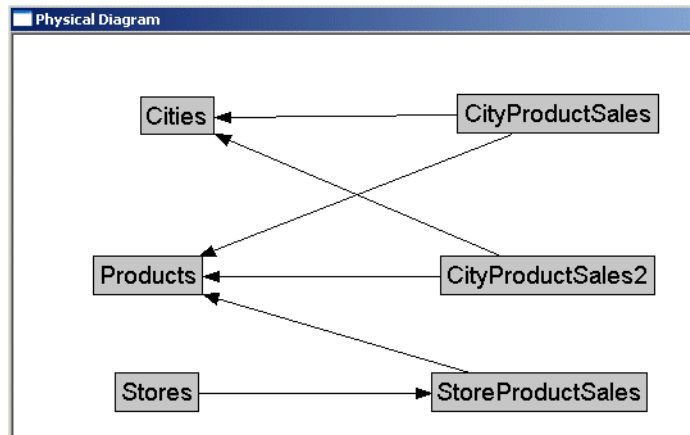 Physical Diagram
Cities
CityProductSales
Products
CityProductSales2
Stores
StoreProductSales